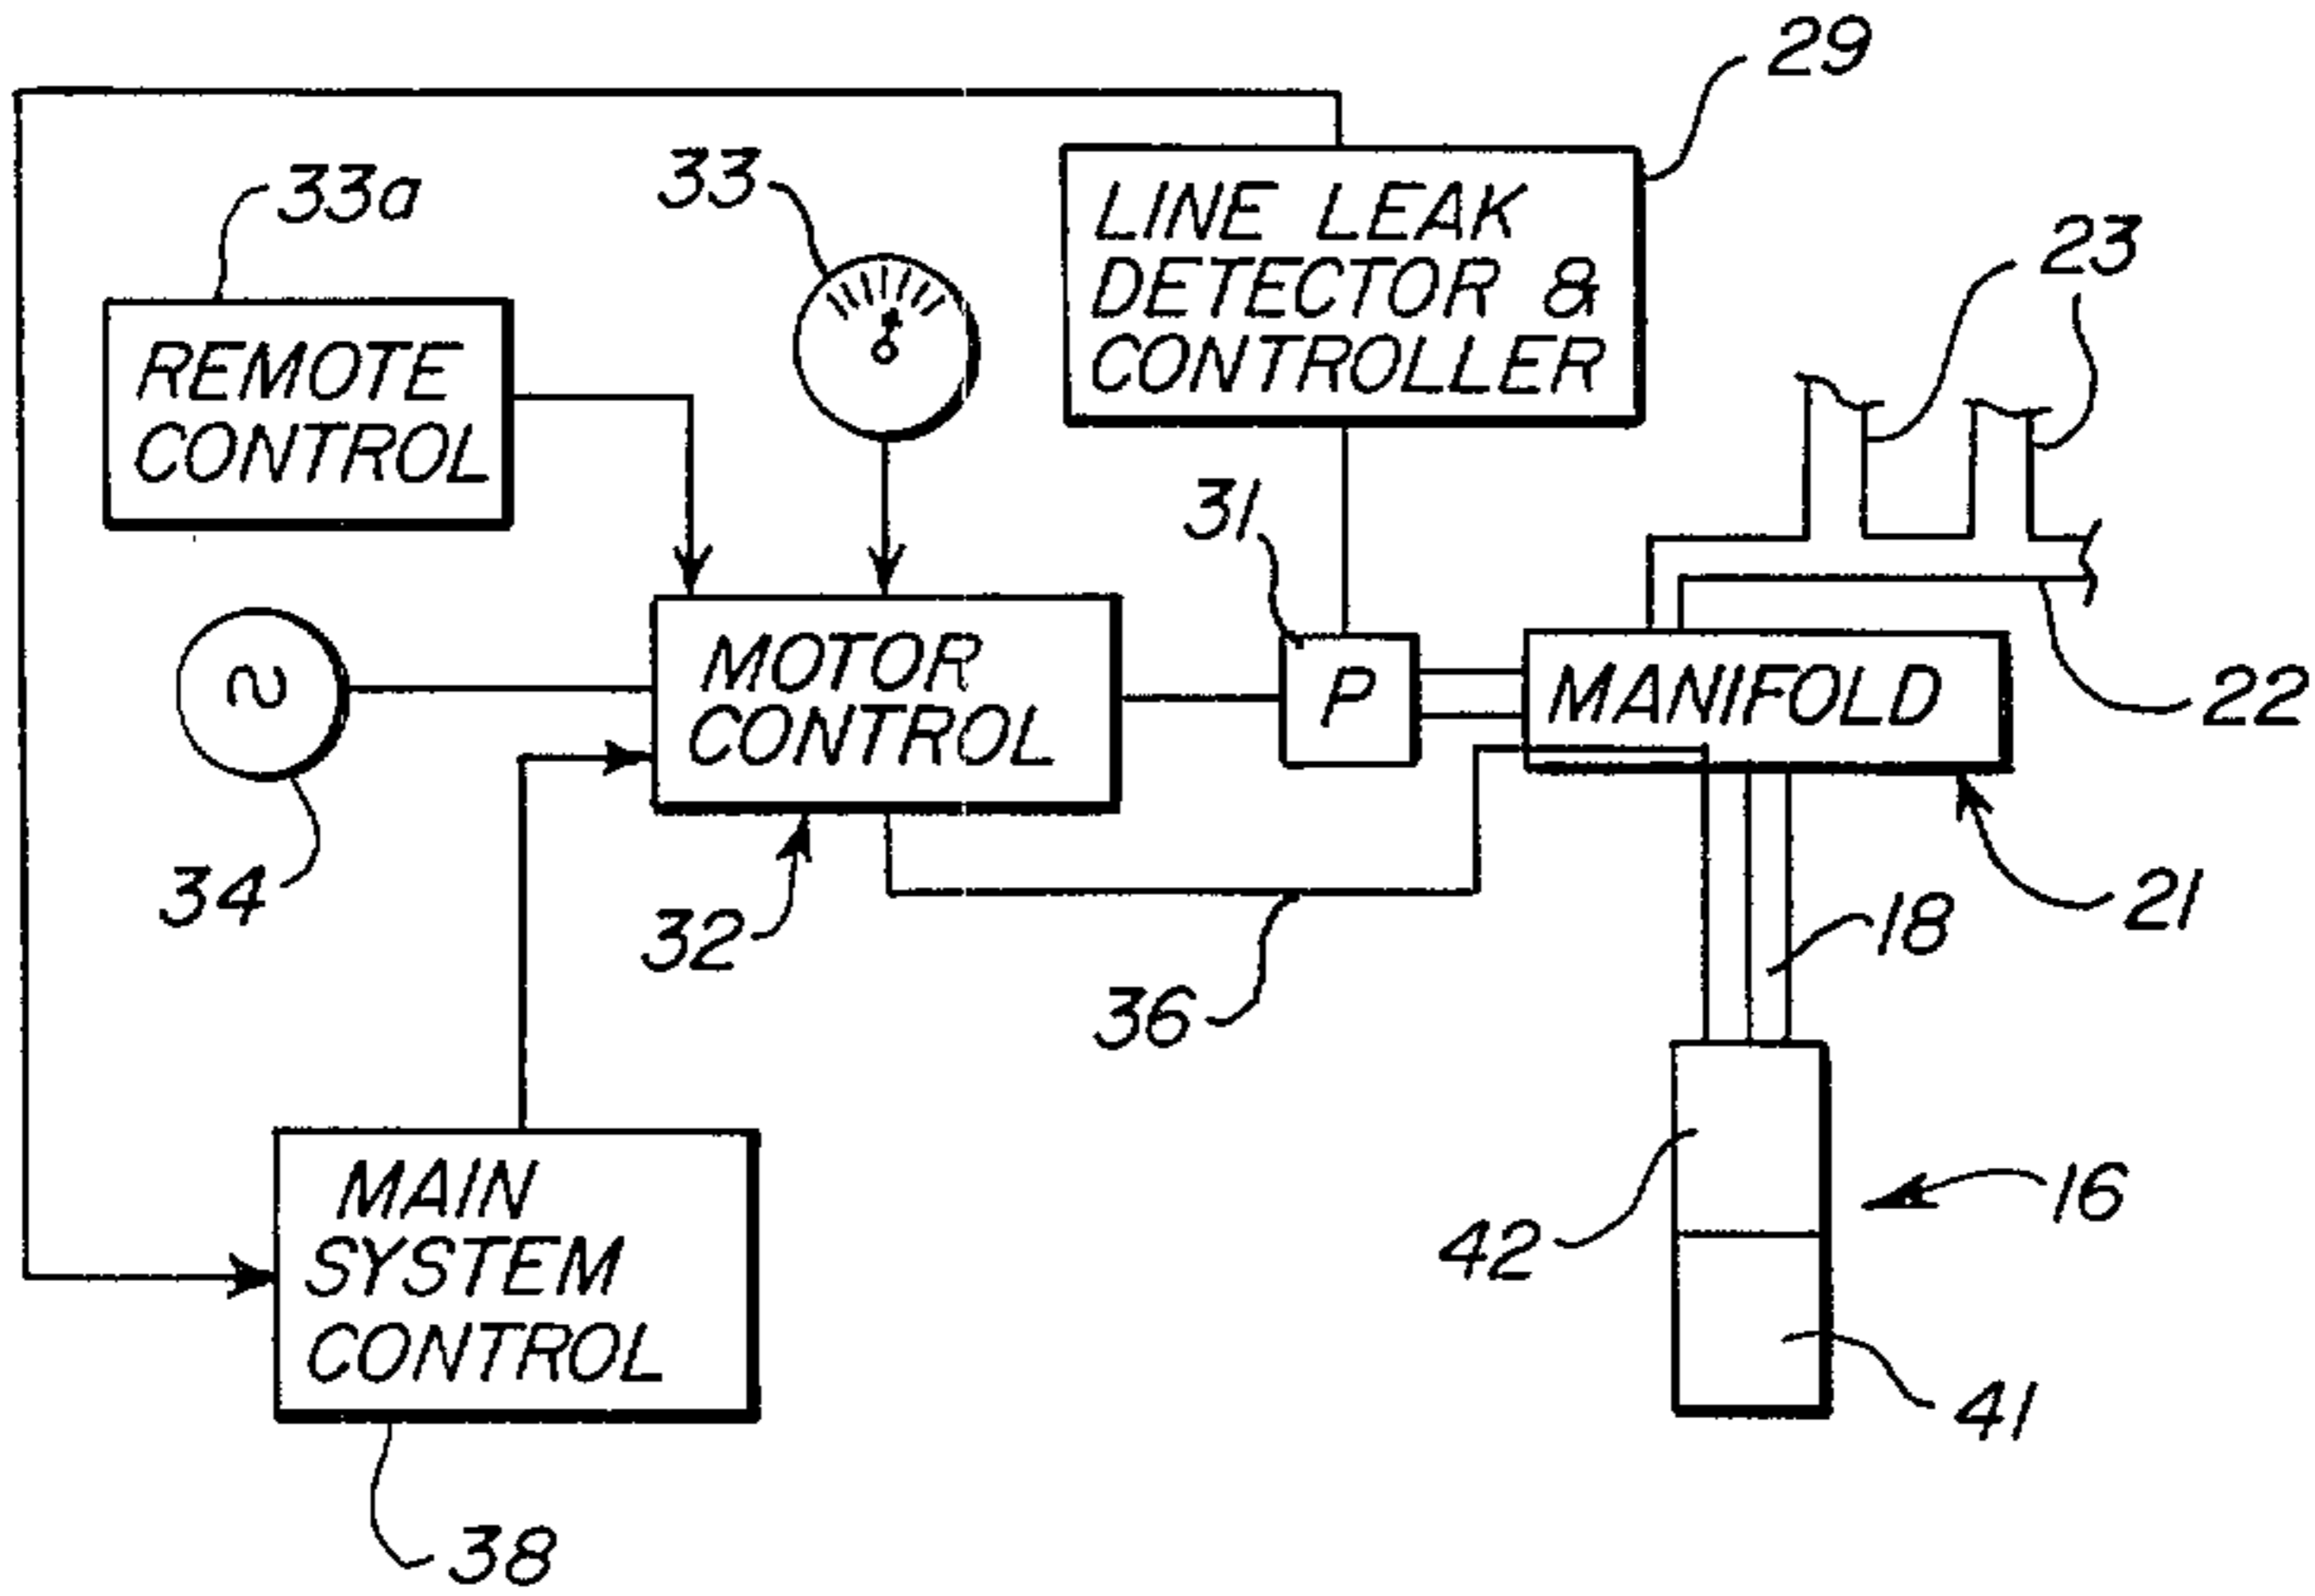 29
33a
33
LINE LEAK
DETECTOR &
CONTROLLER
23
REMOTE
CONTROL
31
MOTOR
CONTROL
P
MANIFOLD
22
34
32
36
18
21
MAIN
SYSTEM
CONTROL
42
16
41
38